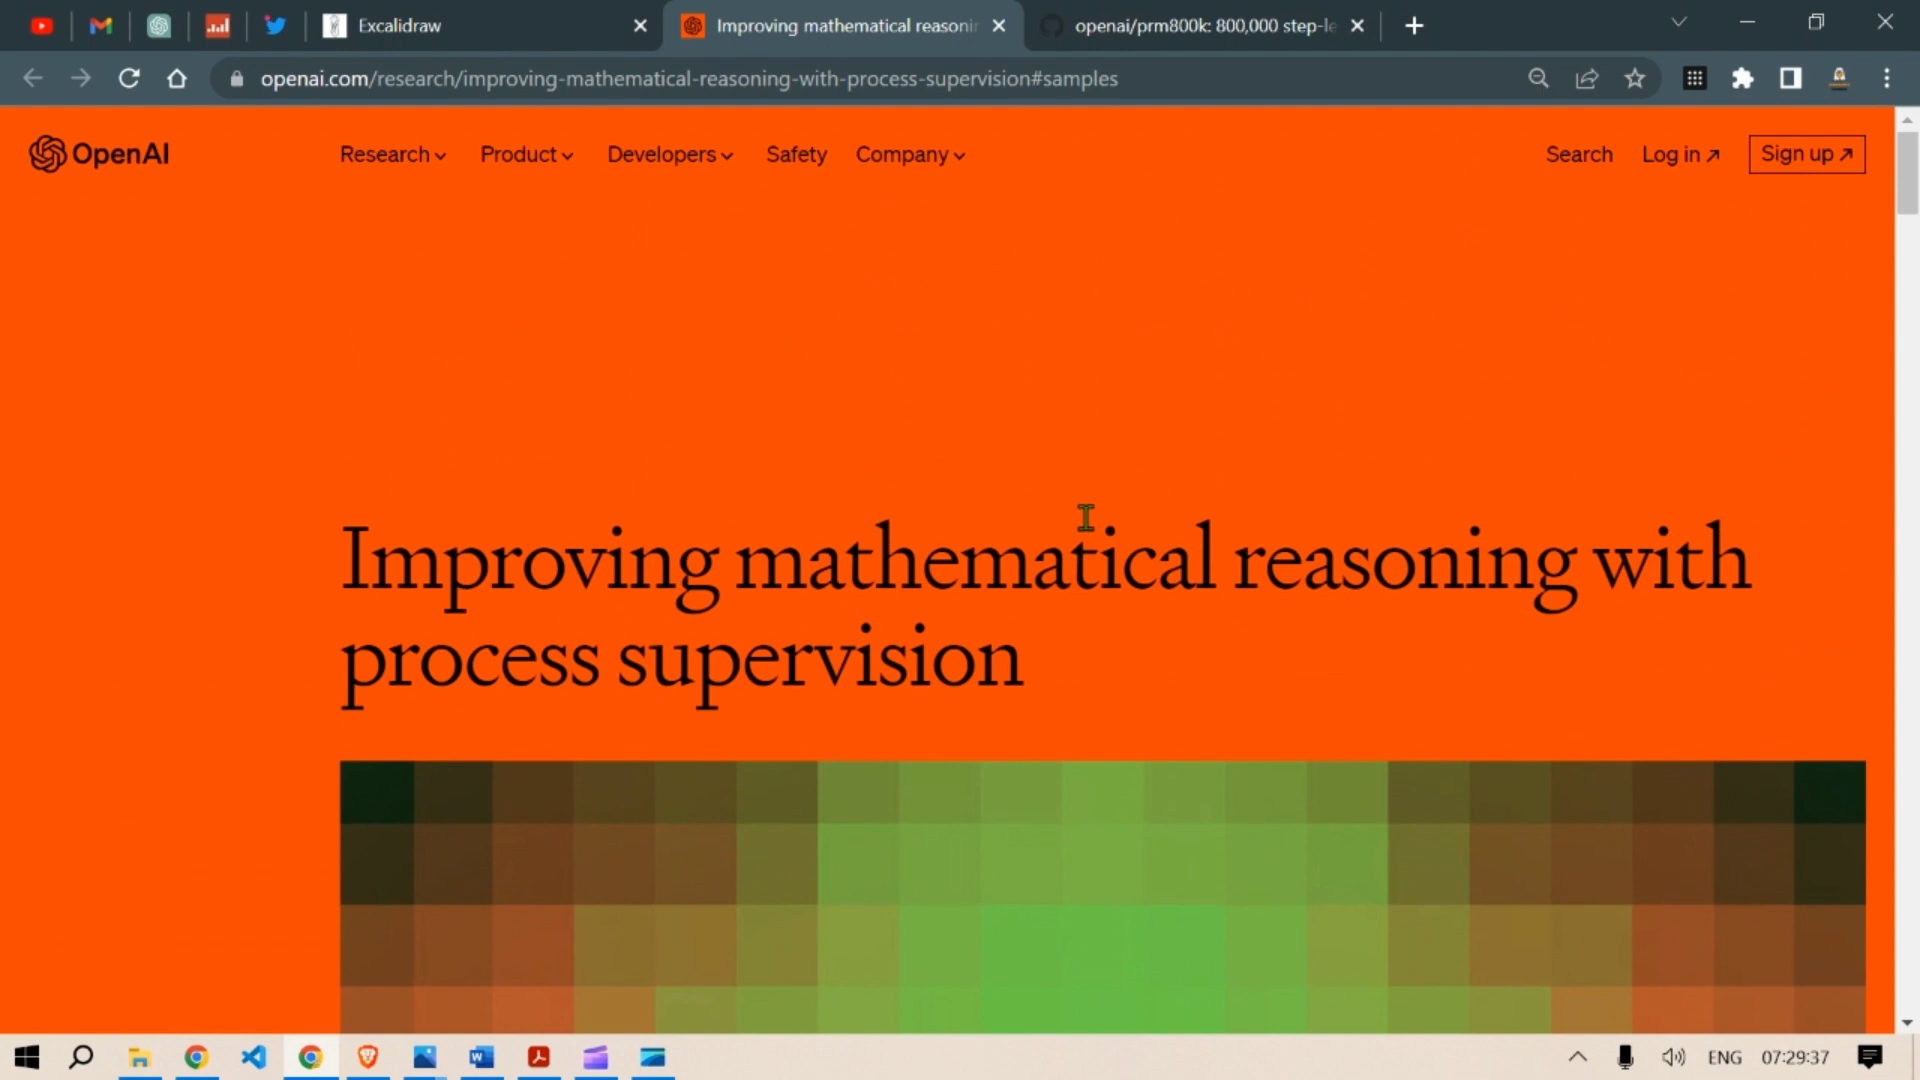 Excalidraw
Improving mathematical reasonin
openai/prm800k: 800,000 step-le
openai.com/research/improving-mathematical-reasoning-with-process-supervision#samples
OpenAI
Research
Product
Developers
Safety
Company
Search
Log in ↗
Sign up ↗
Improving mathematical reasoning with
process supervision
ENG
07:29:37